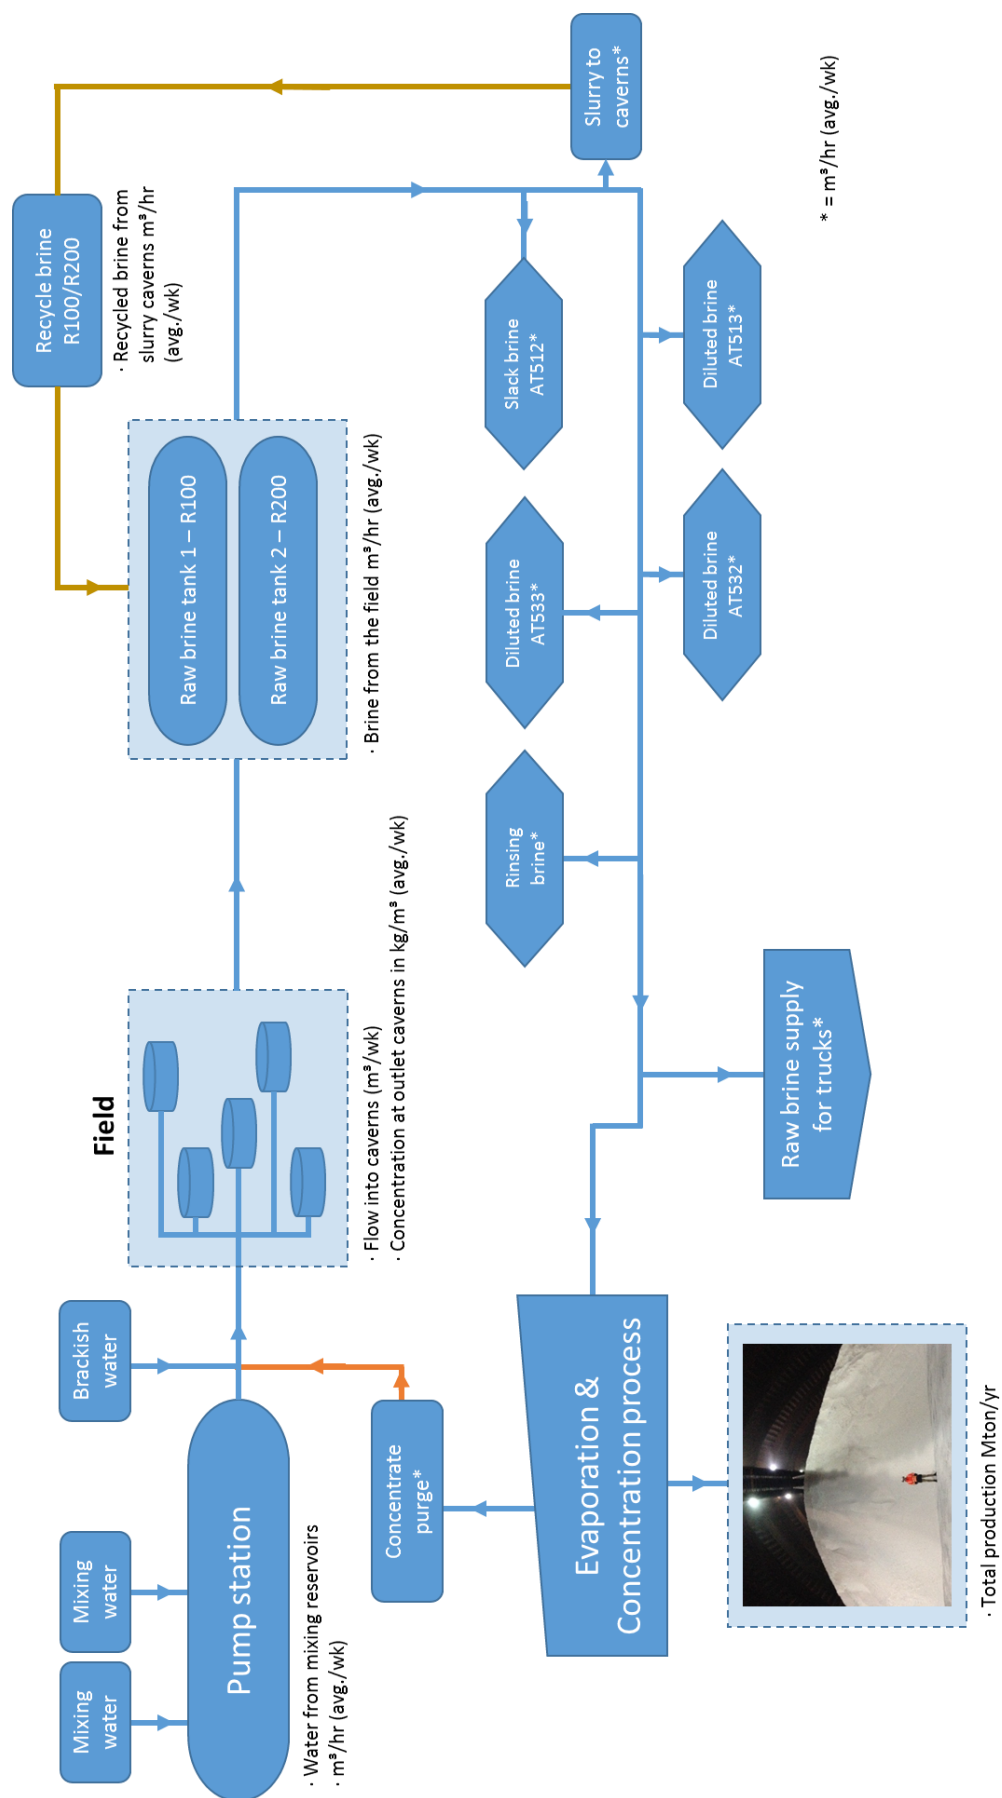 Mixing
water
Mixing
water
Brackish
water
Pump station
· Water from mixing reservoirs
· m³/hr (avg./wk)
Field
· Flow into caverns (m³/wk)
· Concentration at outlet caverns in kg/m³ (avg./wk)
Raw brine tank 1 – R100
Raw brine tank 2 – R200
· Brine from the field m³/hr (avg./wk)
Recycle brine
R100/R200
· Recycled brine from
slurry caverns m³/hr
(avg./wk)
Concentrate
purge*
Rinsing
brine*
Diluted brine
AT533*
Slack brine
AT512*
Slurry to
caverns*
Evaporation &
Concentration process
Raw brine supply
for trucks*
Diluted brine
AT532*
Diluted brine
AT513*
* = m³/hr (avg./wk)
· Total production Mton/yr